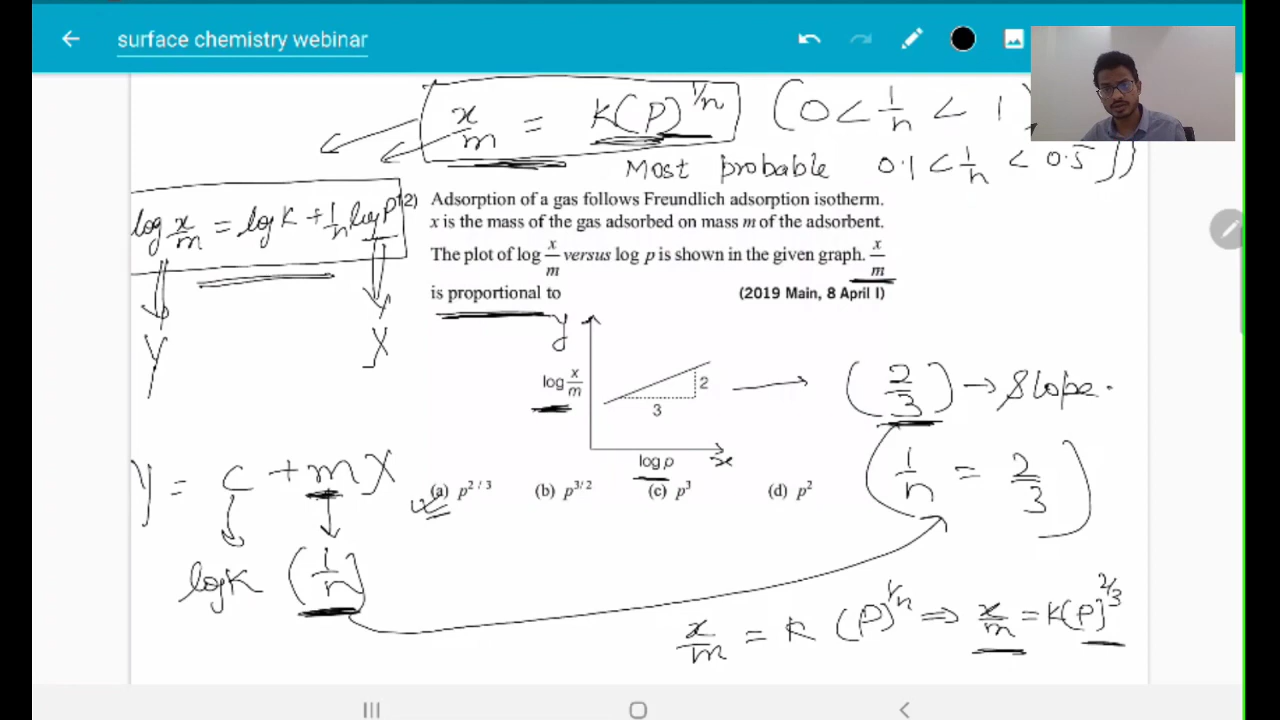 surface chemistry webinar
x/m = K(P)^1/n (0 < 1/n < 1)
Most probable 0.1 < 1/n < 0.5
log x/m = log K + 1/n log P
12) Adsorption of a gas follows Freundlich adsorption isotherm.
x is the mass of the gas adsorbed on mass m of the adsorbent.
The plot of log x/m versus log p is shown in the given graph. x/m
is proportional to (2019 Main, 8 April I)
Y X
y
log x/m
2
3
log p x
(2/3) → Slope.
(1/n = 2/3)
Y = C + mX
(a) p^2/3 (b) p^3/2 (c) p^3 (d) p^2
log K (1/n)
x/m = K (P)^1/n ⇒ x/m = K(P)^2/3